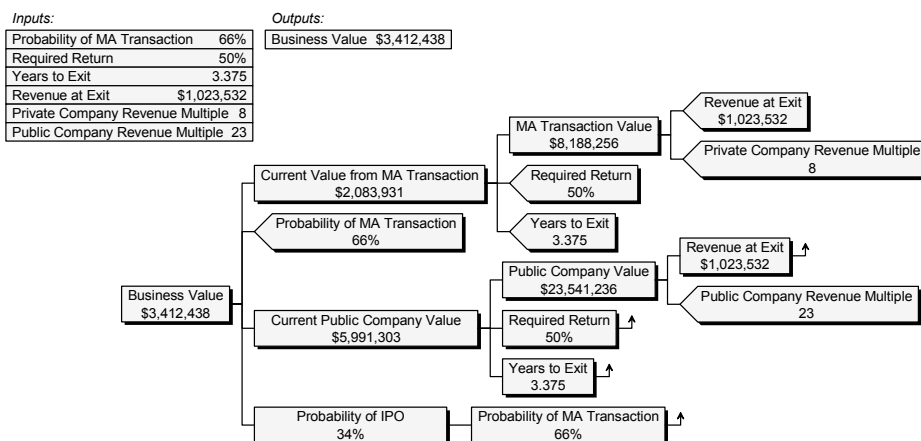 Inputs:
Outputs:
Probability of MA Transaction 66%
Business Value $3,412,438
Required Return 50%
Years to Exit 3.375
Revenue at Exit $1,023,532
Private Company Revenue Multiple 8
Public Company Revenue Multiple 23
Revenue at Exit
$1,023,532
MA Transaction Value
$8,188,256
Private Company Revenue Multiple
8
Current Value from MA Transaction
$2,083,931
Required Return
50%
Probability of MA Transaction
66%
Years to Exit
3.375
Revenue at Exit
$1,023,532
Public Company Value
$23,541,236
Public Company Revenue Multiple
23
Business Value
$3,412,438
Current Public Company Value
$5,991,303
Required Return
50%
Years to Exit
3.375
Probability of IPO
34%
Probability of MA Transaction
66%